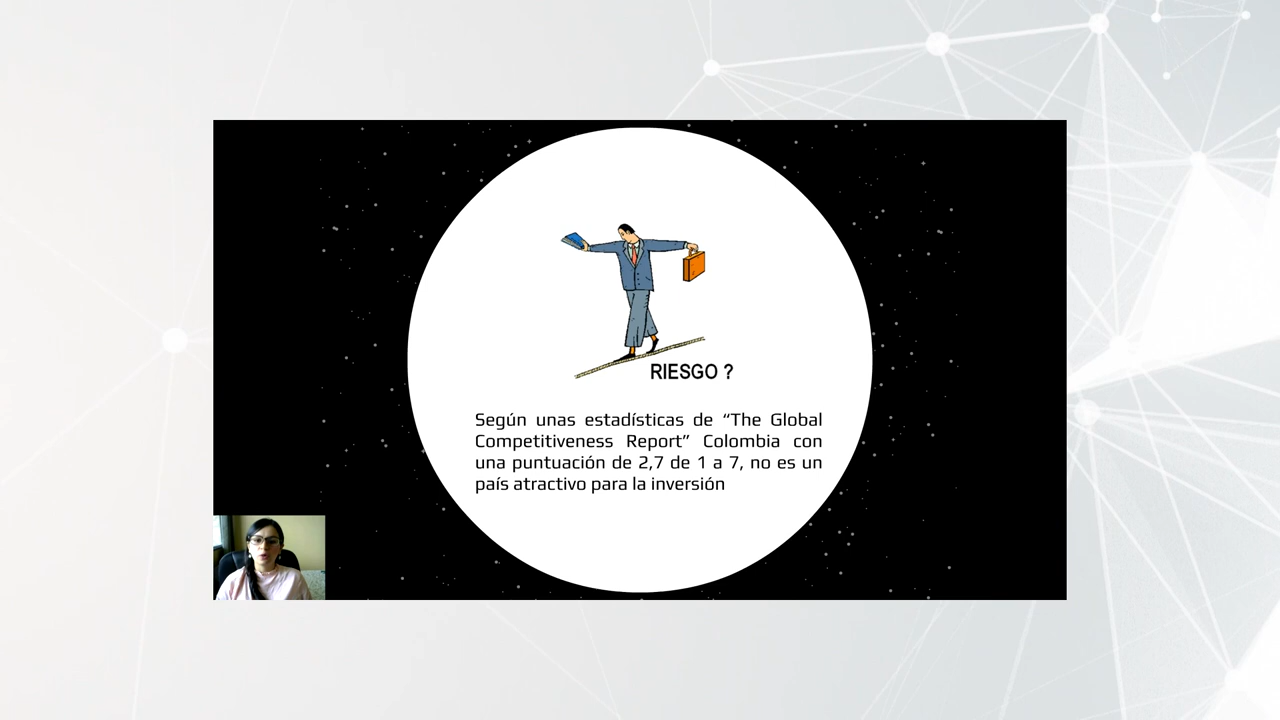 RIESGO ?
Según unas estadísticas de “The Global
Competitiveness Report” Colombia con
una puntuación de 2,7 de 1 a 7, no es un
país atractivo para la inversión